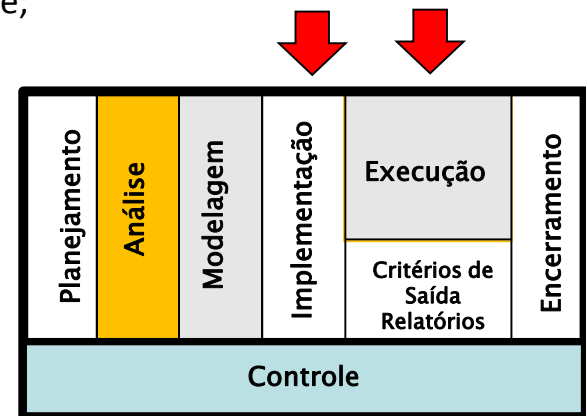 e,
Planejamento
Análise
Modelagem
Implementação
Execução
Critérios de
Saída
Relatórios
Encerramento
Controle